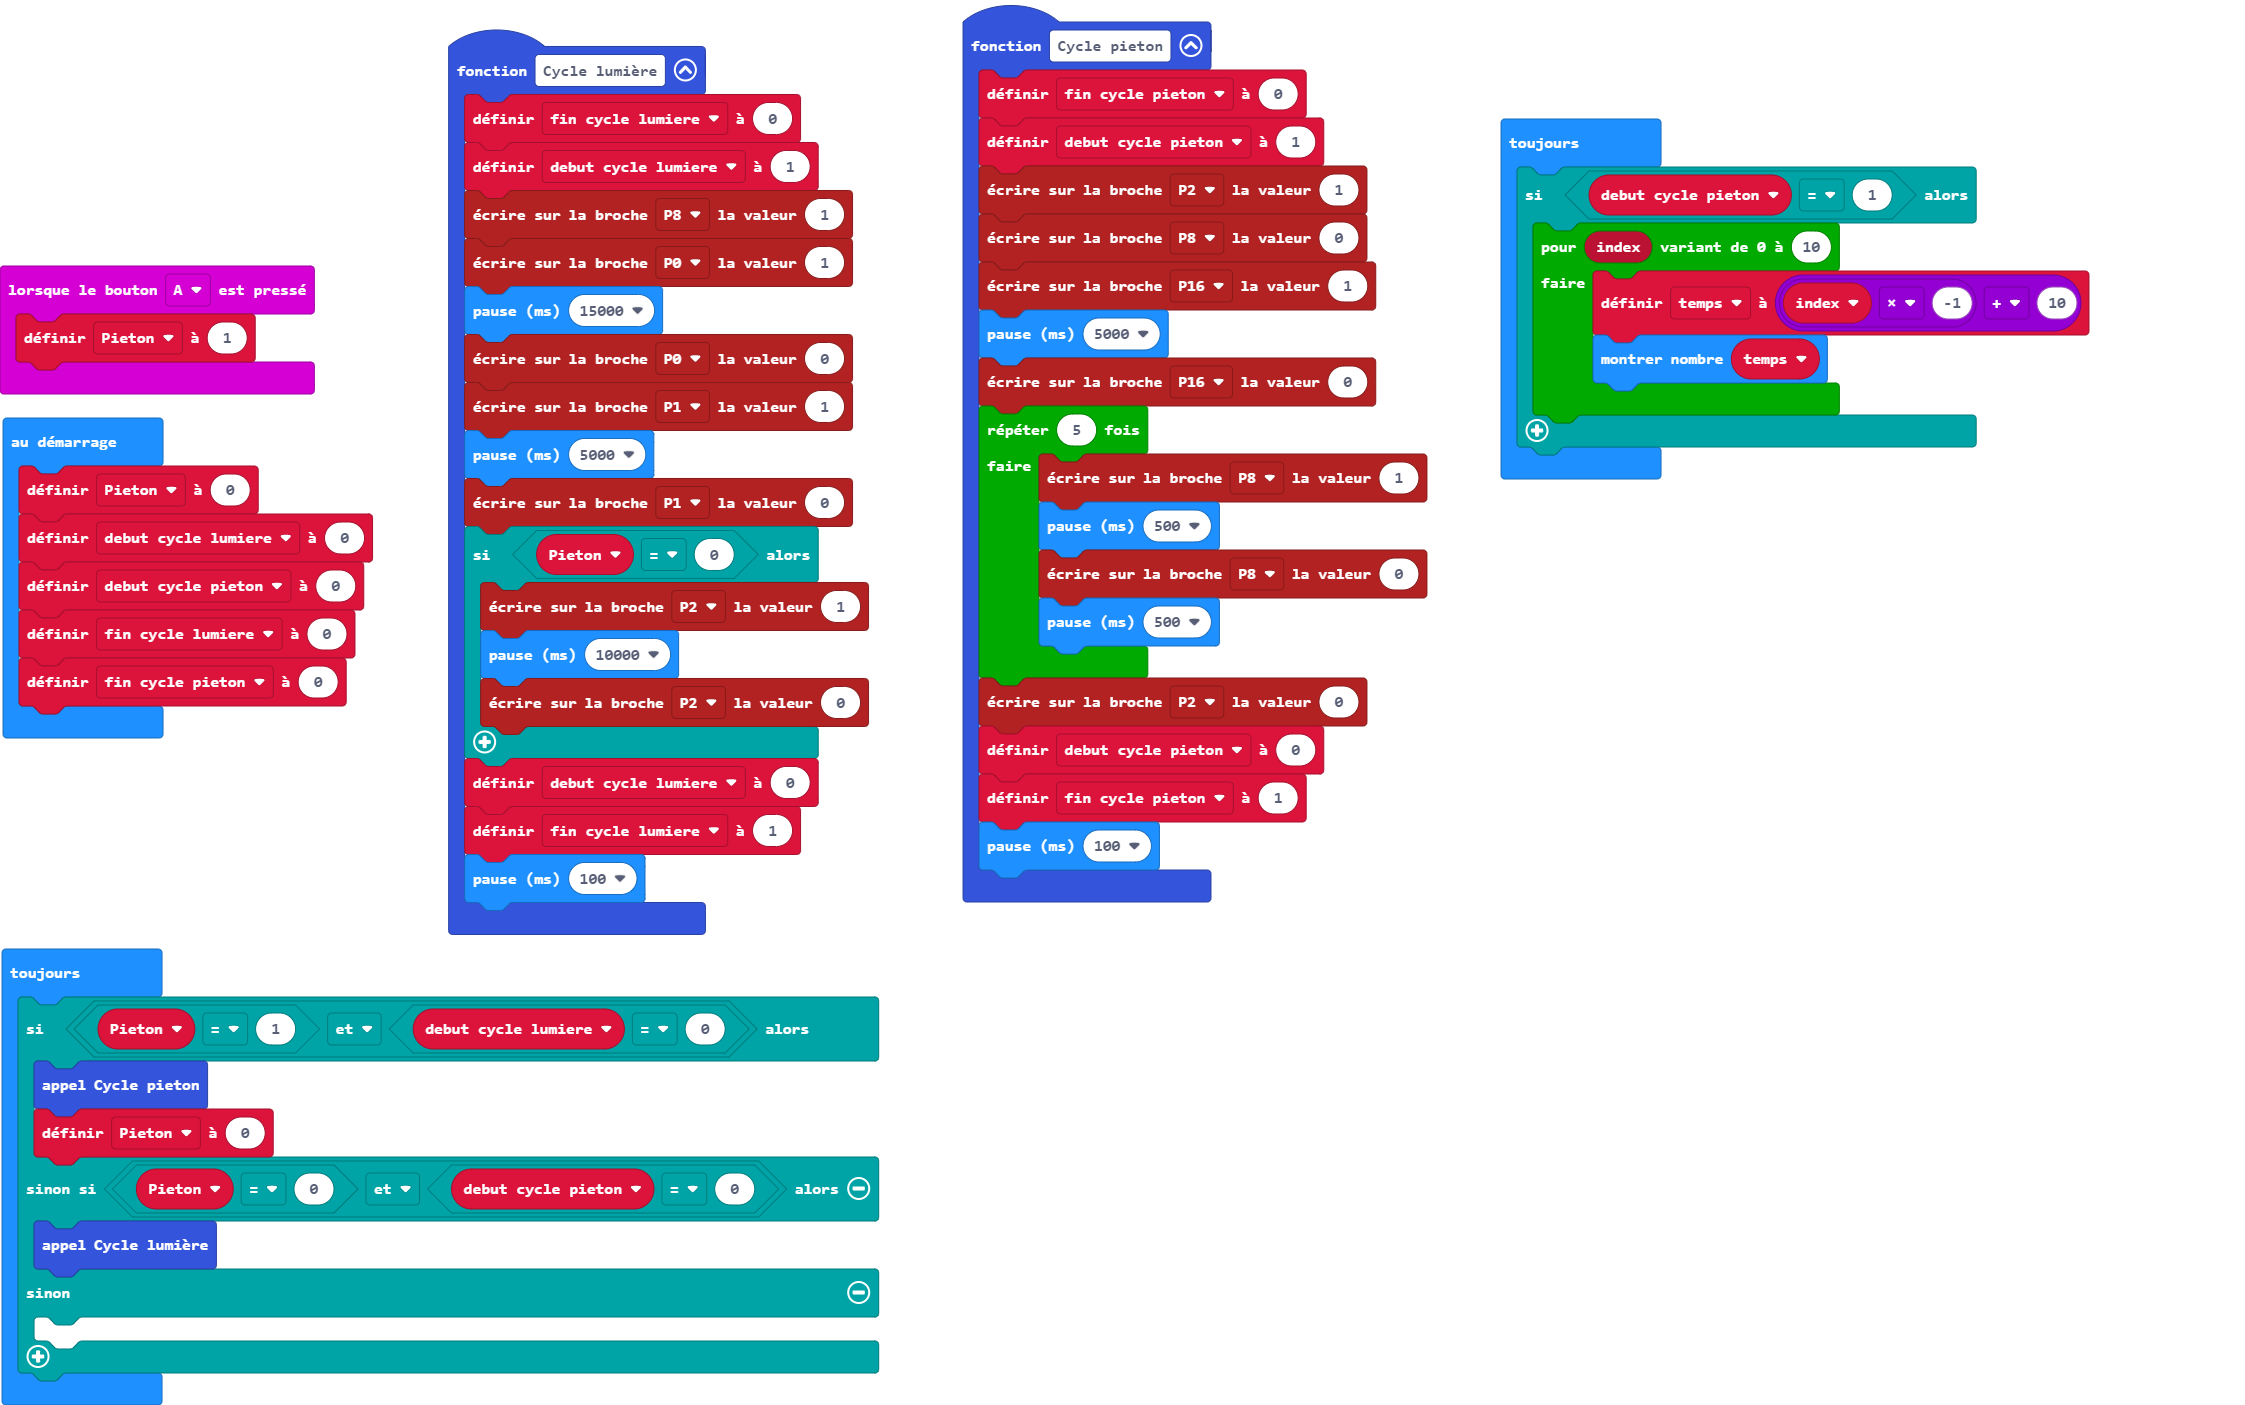 lorsque le bouton A est pressé
définir Pieton à 1
au démarrage
définir Pieton à 0
définir debut cycle lumiere à 0
définir debut cycle pieton à 0
définir fin cycle lumiere à 0
définir fin cycle pieton à 0
fonction Cycle lumière
définir fin cycle lumiere à 0
définir debut cycle lumiere à 1
écrire sur la broche P8 la valeur 1
écrire sur la broche P0 la valeur 1
pause (ms) 15000
écrire sur la broche P0 la valeur 0
écrire sur la broche P1 la valeur 1
pause (ms) 5000
écrire sur la broche P1 la valeur 0
si Pieton = 0 alors
écrire sur la broche P2 la valeur 1
pause (ms) 10000
écrire sur la broche P2 la valeur 0
définir debut cycle lumiere à 0
définir fin cycle lumiere à 1
pause (ms) 100
fonction Cycle pieton
définir fin cycle pieton à 0
définir debut cycle pieton à 1
écrire sur la broche P2 la valeur 1
écrire sur la broche P8 la valeur 0
écrire sur la broche P16 la valeur 1
pause (ms) 5000
écrire sur la broche P16 la valeur 0
répéter 5 fois
faire
écrire sur la broche P8 la valeur 1
pause (ms) 500
écrire sur la broche P8 la valeur 0
pause (ms) 500
écrire sur la broche P2 la valeur 0
définir debut cycle pieton à 0
définir fin cycle pieton à 1
pause (ms) 100
toujours
si debut cycle pieton = 1 alors
pour index variant de 0 à 10
faire
définir temps à index × -1 + 10
montrer nombre temps
toujours
si Pieton = 1 et debut cycle lumiere = 0 alors
appel Cycle pieton
définir Pieton à 0
sinon si Pieton = 0 et debut cycle pieton = 0 alors
appel Cycle lumière
sinon